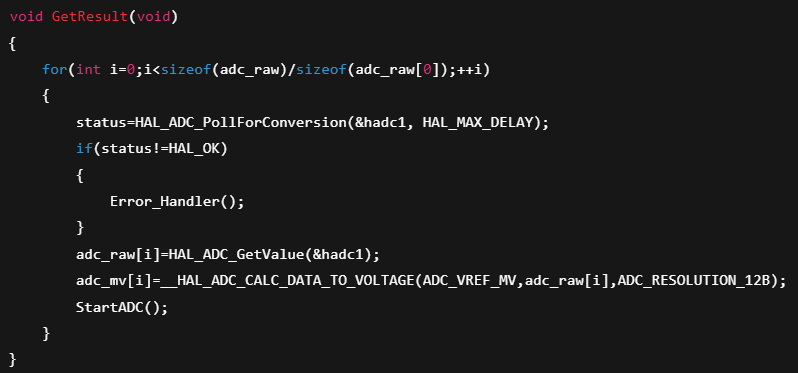 void GetResult(void)
{
    for(int i=0;i<sizeof(adc_raw)/sizeof(adc_raw[0]);++i)
    {
        status=HAL_ADC_PollForConversion(&hadc1, HAL_MAX_DELAY);
        if(status!=HAL_OK)
        {
            Error_Handler();
        }
        adc_raw[i]=HAL_ADC_GetValue(&hadc1);
        adc_mv[i]=__HAL_ADC_CALC_DATA_TO_VOLTAGE(ADC_VREF_MV,adc_raw[i],ADC_RESOLUTION_12B);
        StartADC();
    }
}